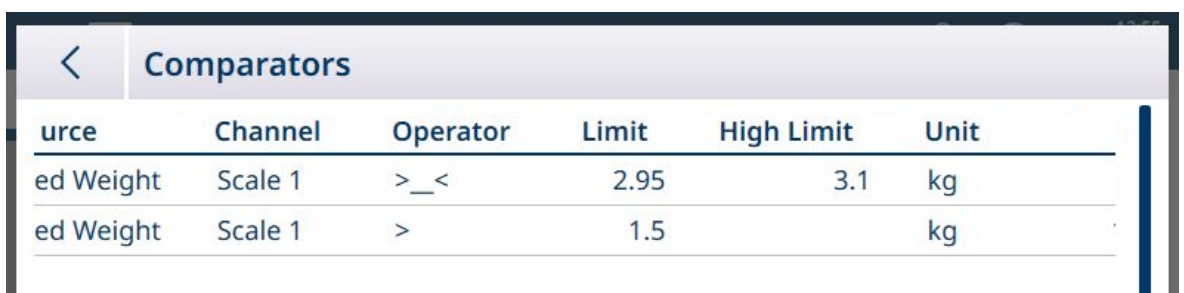 Comparators
urce Channel Operator Limit High Limit Unit
ed Weight Scale 1 >__< 2.95 3.1 kg
ed Weight Scale 1 > 1.5 kg